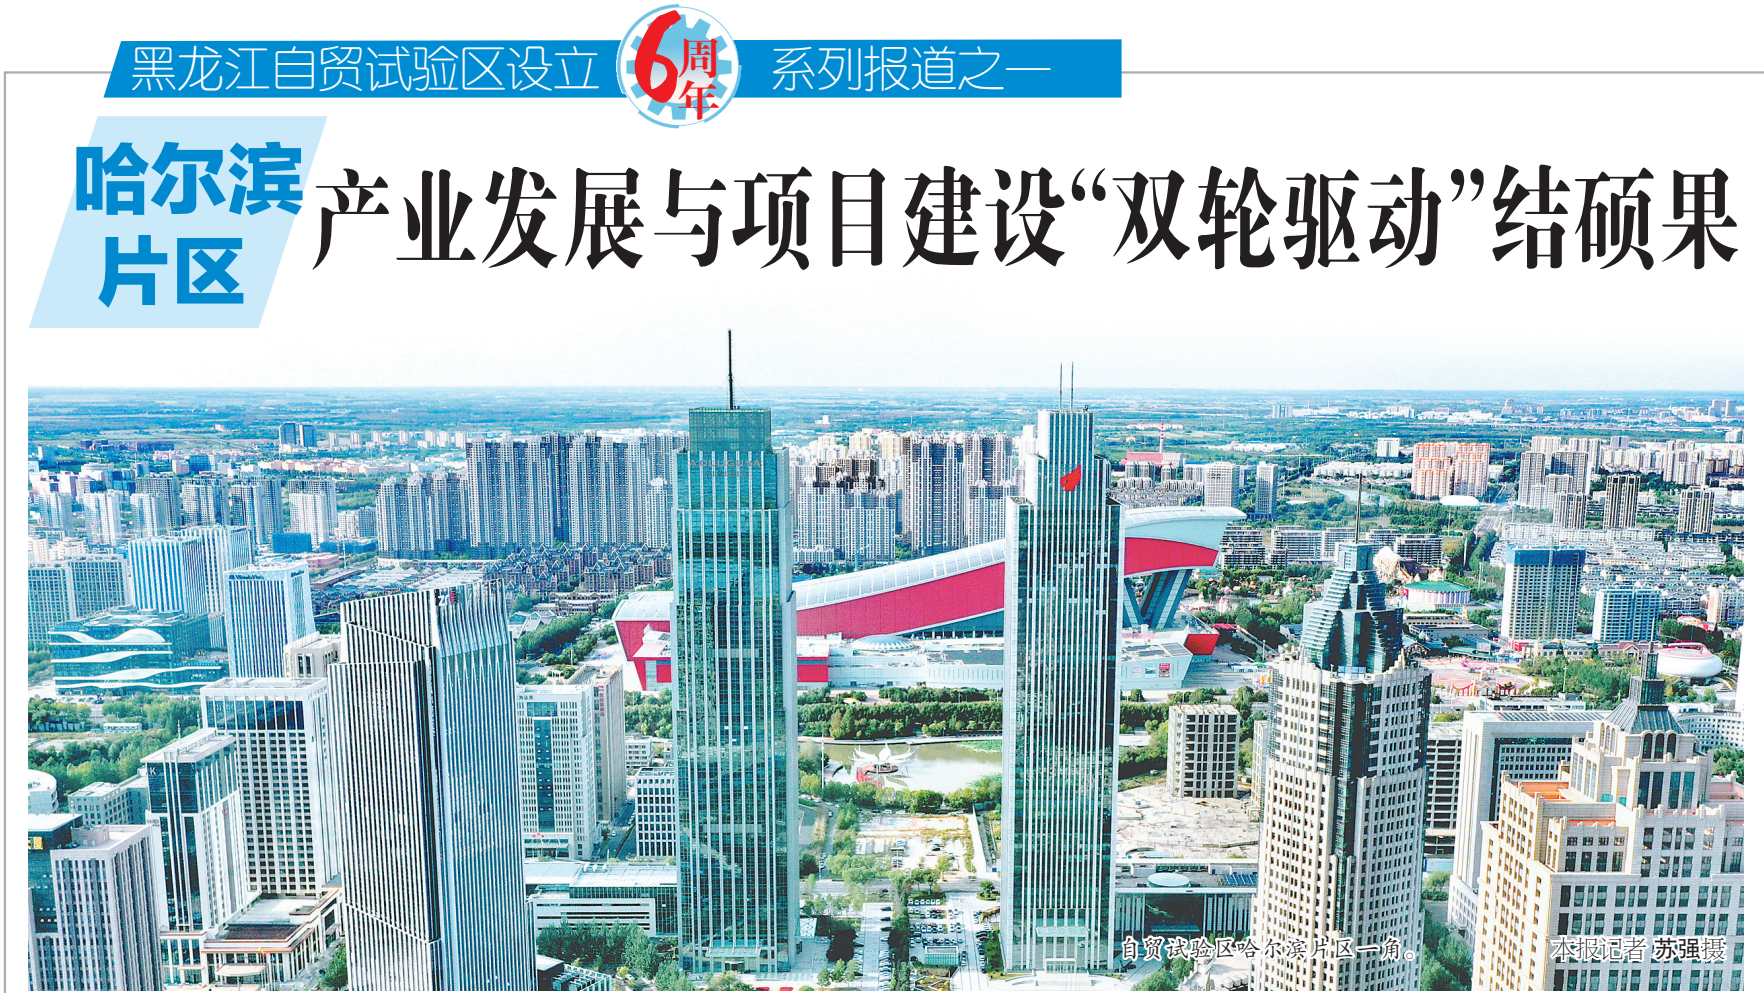 黑龙江自贸试验区设立6周年系列报道之一
哈尔滨
片区
产业发展与项目建设“双轮驱动”结硕果
自贸试验区哈尔滨片区一角。
本报记者 苏强摄